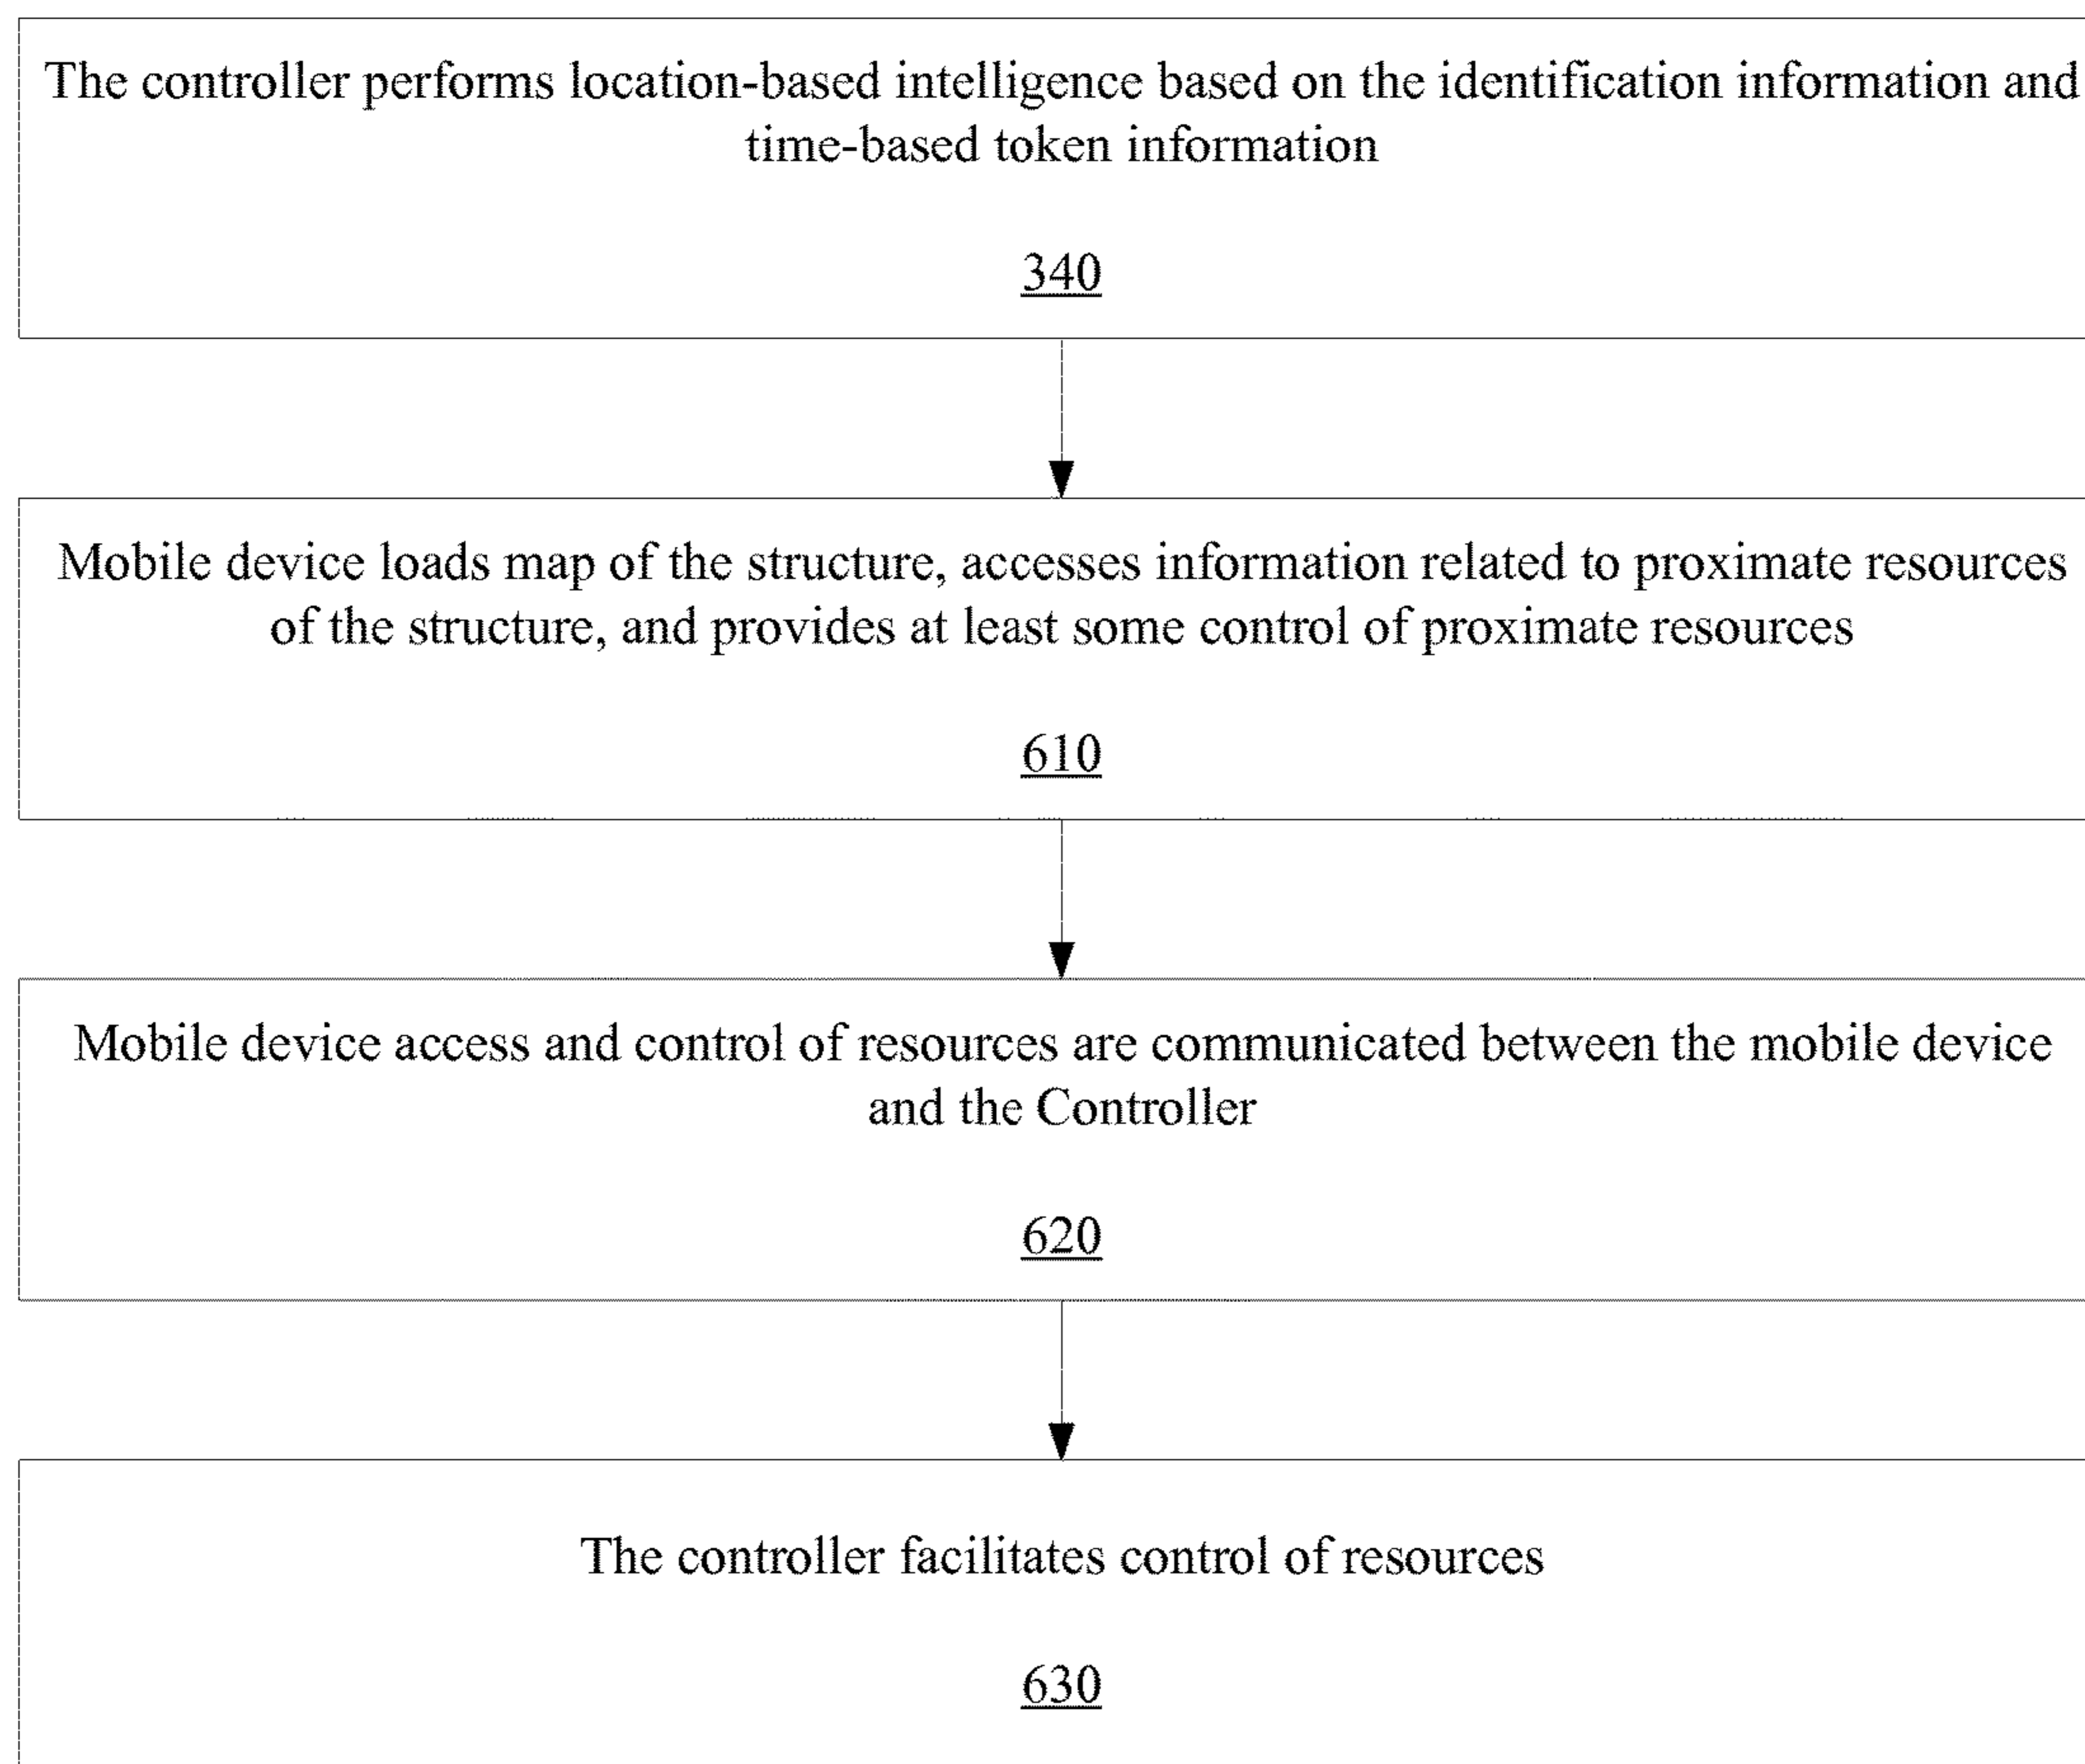 The controller performs location-based intelligence based on the identification information and
time-based token information
340
Mobile device loads map of the structure, accesses information related to proximate resources
of the structure, and provides at least some control of proximate resources
610
Mobile device access and control of resources are communicated between the mobile device
and the Controller
620
The controller facilitates control of resources
630